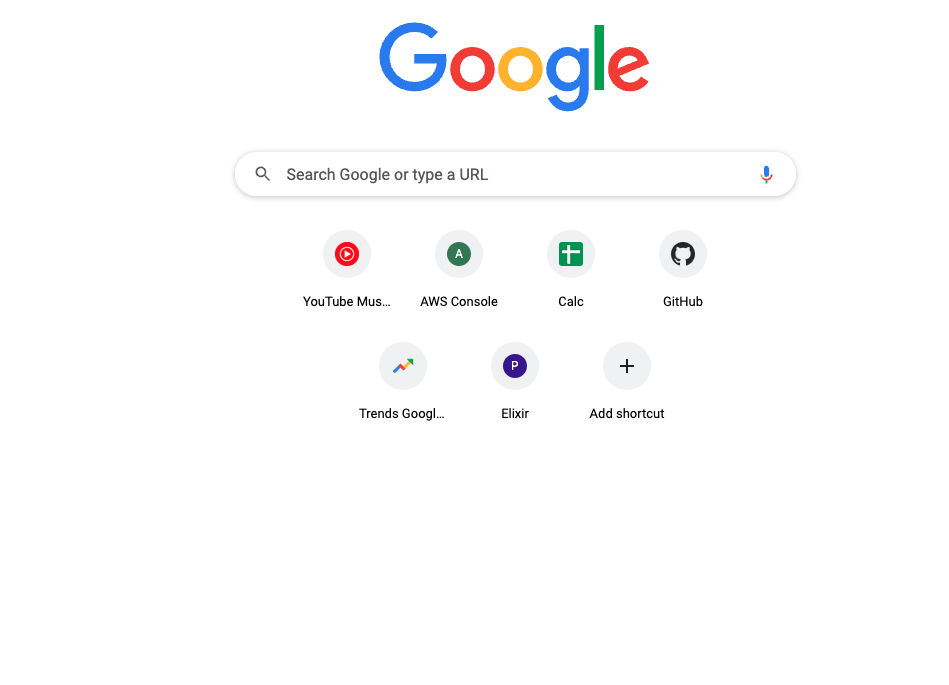 Google
Search Google or type a URL
A
YouTube Mus...
AWS Console
Calc
GitHub
P
Trends Googl...
Elixir
Add shortcut